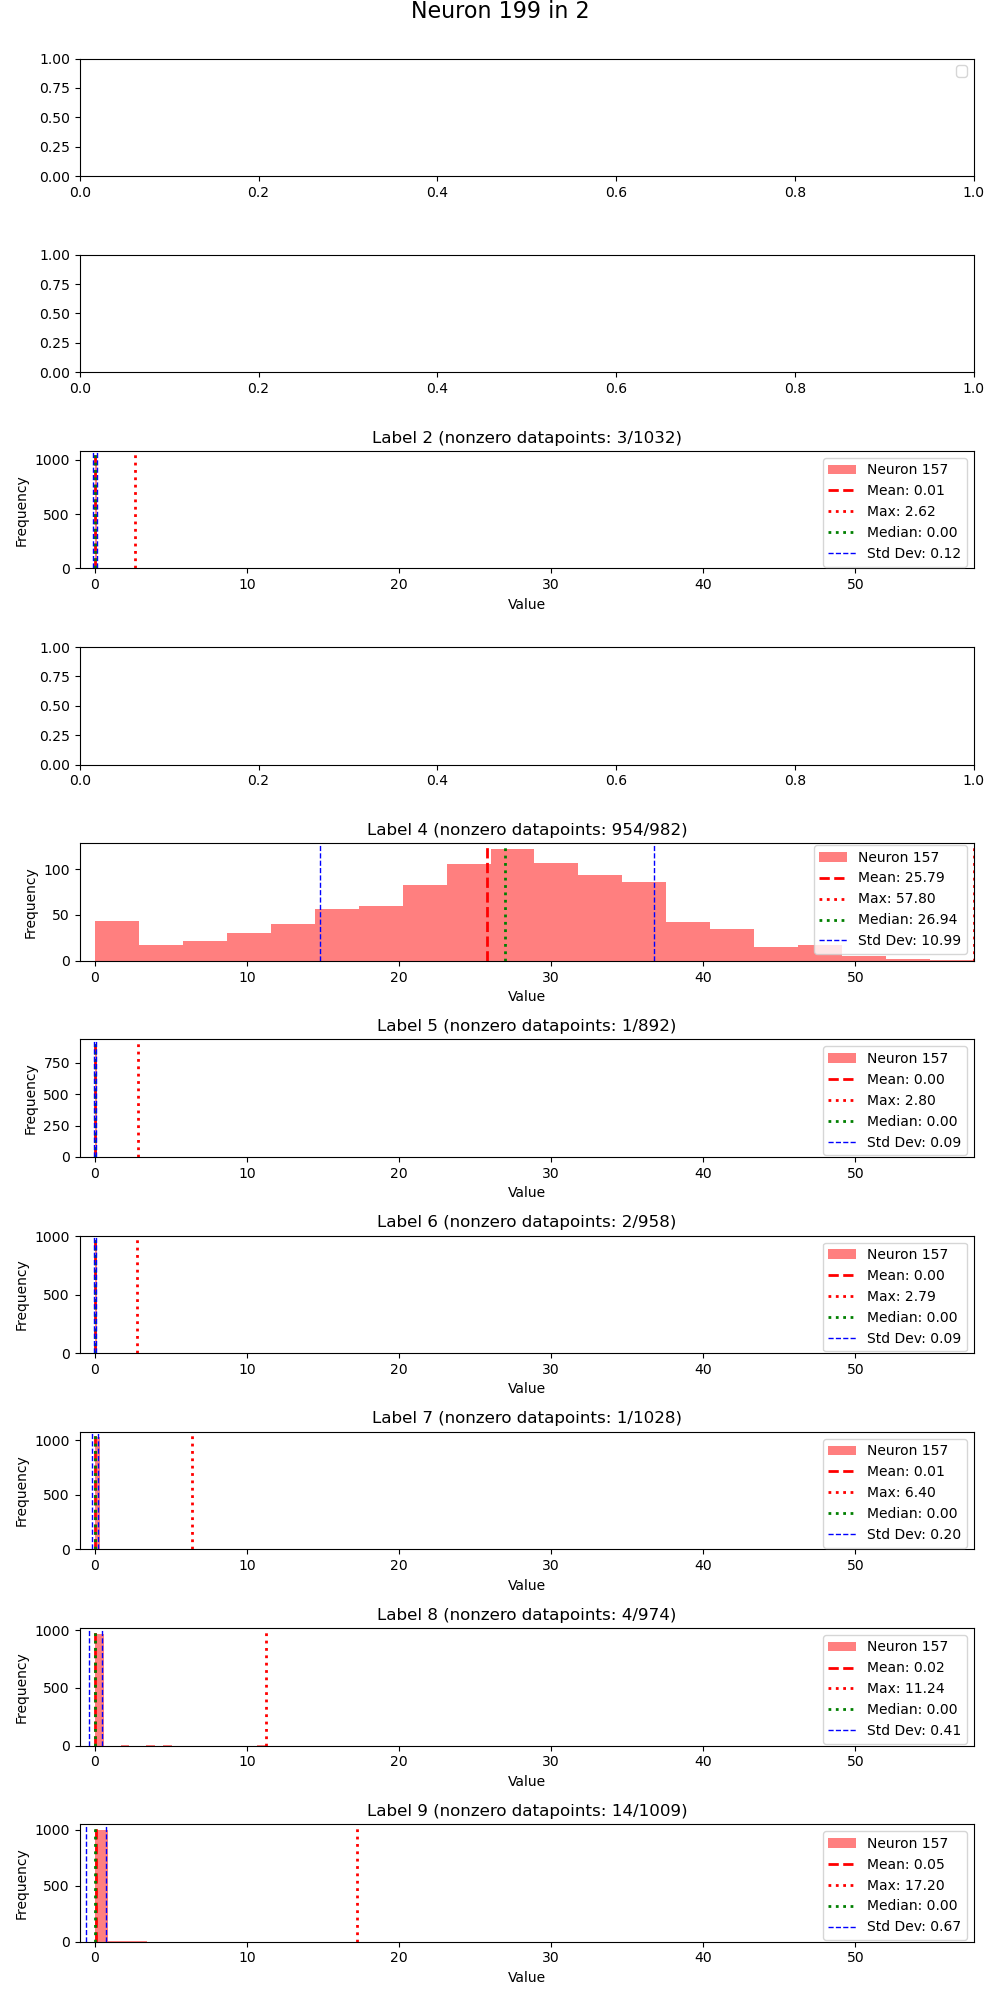 Neuron 199 in 2
1.00
0.75
0.50
0.25
0.00
0.0 0.2 0.4 0.6 0.8 1.0
1.00
0.75
0.50
0.25
0.00
0.0 0.2 0.4 0.6 0.8 1.0
Label 2 (nonzero datapoints: 3/1032)
Frequency
1000
500
0
Neuron 157
Mean: 0.01
Max: 2.62
Median: 0.00
Std Dev: 0.12
0 10 20 30 40 50
Value
1.00
0.75
0.50
0.25
0.00
0.0 0.2 0.4 0.6 0.8 1.0
Label 4 (nonzero datapoints: 954/982)
Frequency
100
50
0
Neuron 157
Mean: 25.79
Max: 57.80
Median: 26.94
Std Dev: 10.99
0 10 20 30 40 50
Value
Label 5 (nonzero datapoints: 1/892)
Frequency
750
500
250
0
Neuron 157
Mean: 0.00
Max: 2.80
Median: 0.00
Std Dev: 0.09
0 10 20 30 40 50
Value
Label 6 (nonzero datapoints: 2/958)
Frequency
1000
500
0
Neuron 157
Mean: 0.00
Max: 2.79
Median: 0.00
Std Dev: 0.09
0 10 20 30 40 50
Value
Label 7 (nonzero datapoints: 1/1028)
Frequency
1000
500
0
Neuron 157
Mean: 0.01
Max: 6.40
Median: 0.00
Std Dev: 0.20
0 10 20 30 40 50
Value
Label 8 (nonzero datapoints: 4/974)
Frequency
1000
500
0
Neuron 157
Mean: 0.02
Max: 11.24
Median: 0.00
Std Dev: 0.41
0 10 20 30 40 50
Value
Label 9 (nonzero datapoints: 14/1009)
Frequency
1000
500
0
Neuron 157
Mean: 0.05
Max: 17.20
Median: 0.00
Std Dev: 0.67
0 10 20 30 40 50
Value